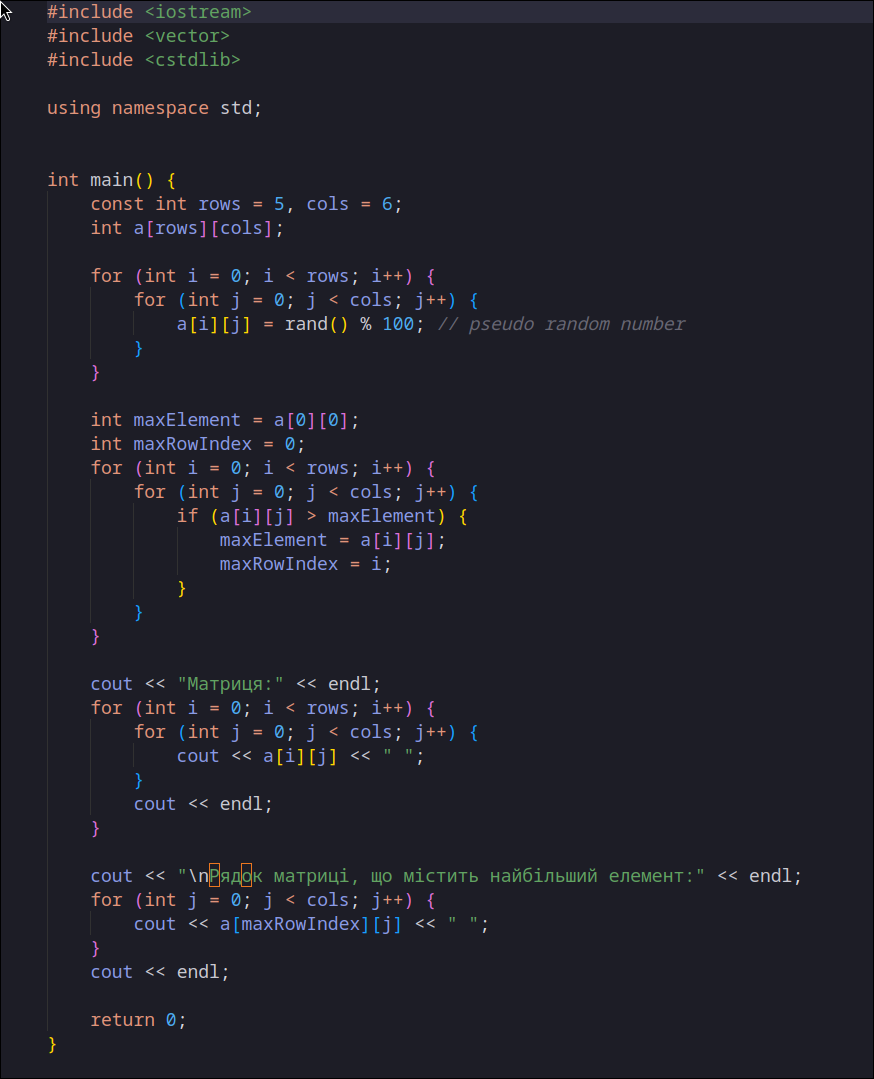 #include <iostream>
#include <vector>
#include <cstdlib>
using namespace std;
int main() {
    const int rows = 5, cols = 6;
    int a[rows][cols];
    for (int i = 0; i < rows; i++) {
        for (int j = 0; j < cols; j++) {
            a[i][j] = rand() % 100; // pseudo random number
        }
    }
    int maxElement = a[0][0];
    int maxRowIndex = 0;
    for (int i = 0; i < rows; i++) {
        for (int j = 0; j < cols; j++) {
            if (a[i][j] > maxElement) {
                maxElement = a[i][j];
                maxRowIndex = i;
            }
        }
    }
    cout << "Матриця:" << endl;
    for (int i = 0; i < rows; i++) {
        for (int j = 0; j < cols; j++) {
            cout << a[i][j] << " ";
        }
        cout << endl;
    }
    cout << "\nРядок матриці, що містить найбільший елемент:" << endl;
    for (int j = 0; j < cols; j++) {
        cout << a[maxRowIndex][j] << " ";
    }
    cout << endl;
    return 0;
}